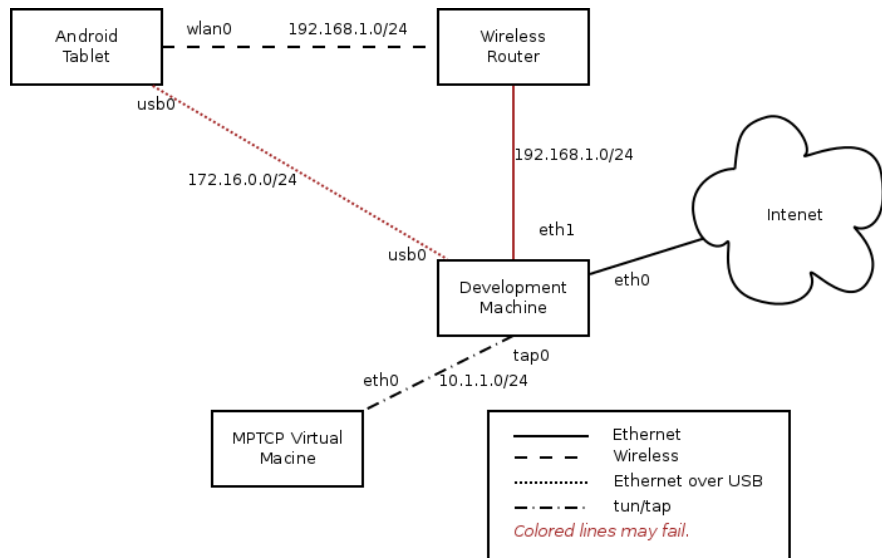 Android
Tablet
wlan0
192.168.1.0/24
Wireless
Router
usb0
172.16.0.0/24
192.168.1.0/24
Intenet
eth1
usb0
eth0
Development
Machine
tap0
eth0
10.1.1.0/24
MPTCP Virtual
Macine
Ethernet
Wireless
Ethernet over USB
tun/tap
Colored lines may fail.